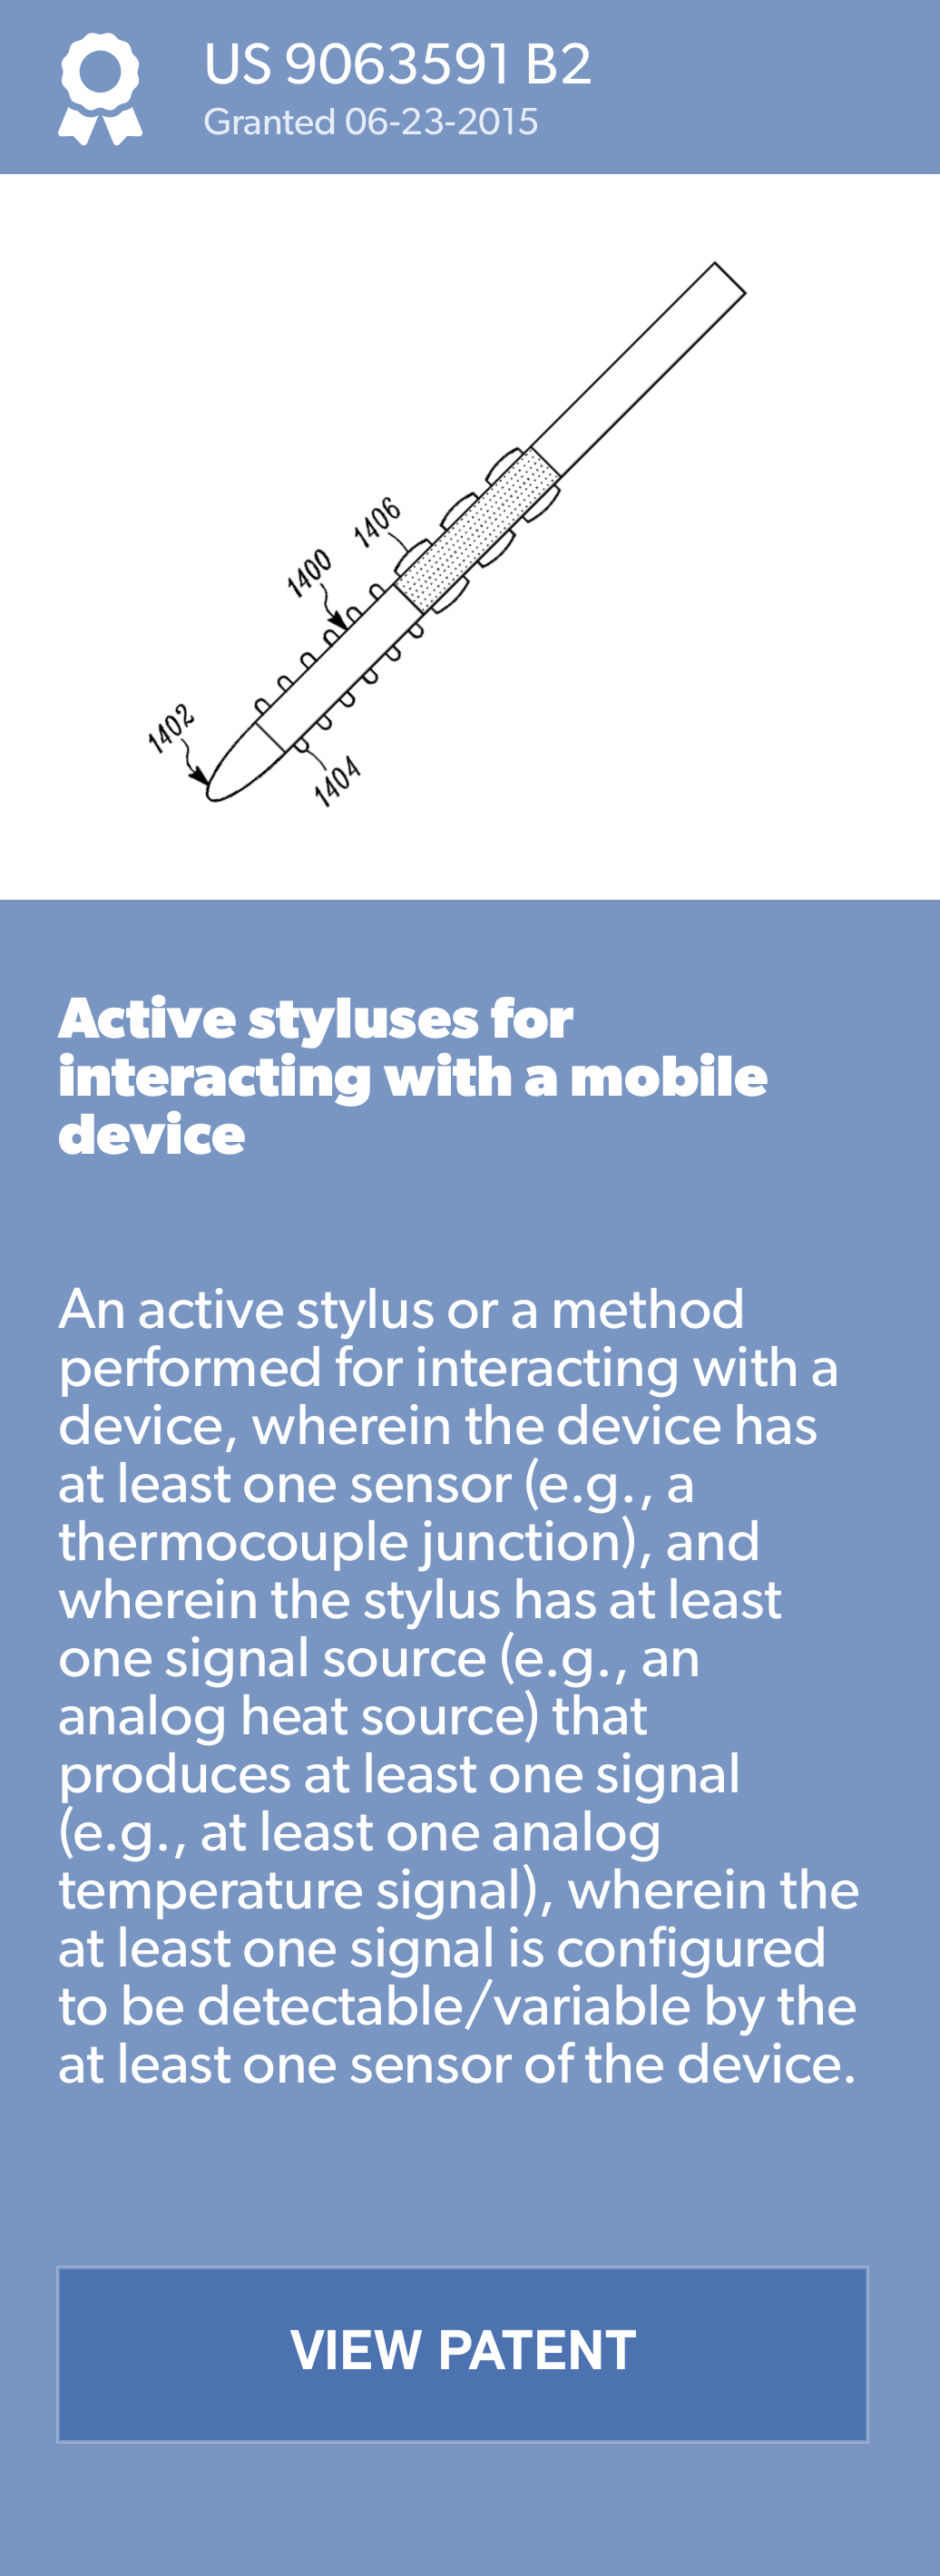 US 9063591 B2
Granted 06-23-2015
1406
1400
1402
1404
Active styluses for
interacting with a mobile
device
An active stylus or a method
performed for interacting with a
device, wherein the device has
at least one sensor (e.g., a
thermocouple junction), and
wherein the stylus has at least
one signal source (e.g., an
analog heat source) that
produces at least one signal
(e.g., at least one analog
temperature signal), wherein the
at least one signal is configured
to be detectable/variable by the
at least one sensor of the device.
VIEW PATENT